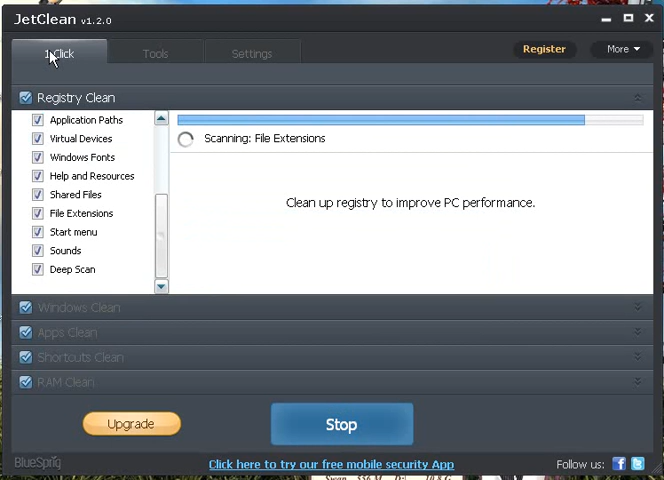 JetClean v1.2.0
1 Click
Tools
Settings
Register
More
Registry Clean
Application Paths
Virtual Devices
Windows Fonts
Help and Resources
Shared Files
File Extensions
Start menu
Sounds
Deep Scan
Scanning: File Extensions
Clean up registry to improve PC performance.
Windows Clean
Apps Clean
Shortcuts Clean
RAM Clean
Upgrade
Stop
BlueSprig
Click here to try our free mobile security App
Follow us: